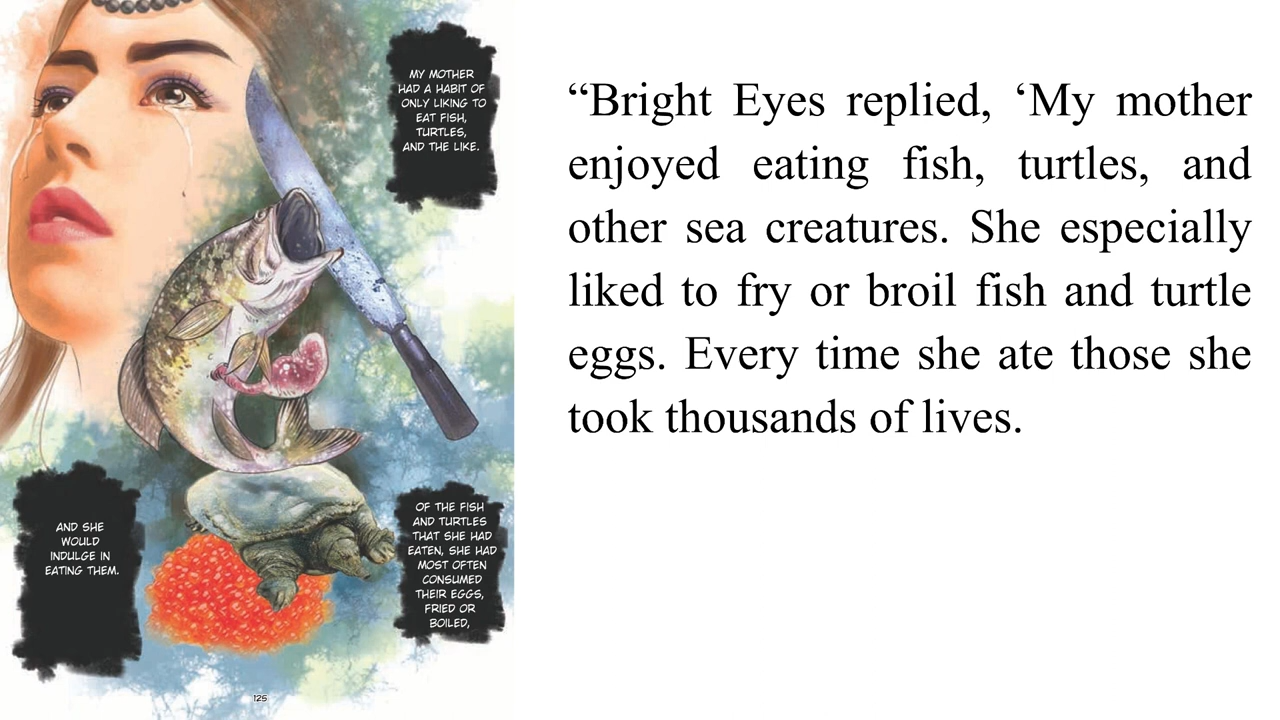 MY MOTHER
HAD A HABIT OF
ONLY LIKING TO
EAT FISH,
TURTLES,
AND THE LIKE.
AND SHE
WOULD
INDULGE IN
EATING THEM.
OF THE FISH
AND TURTLES
THAT SHE HAD
EATEN, SHE HAD
MOST OFTEN
CONSUMED
THEIR EGGS,
FRIED OR
BOILED,
125
“Bright Eyes replied, ‘My mother
enjoyed eating fish, turtles, and
other sea creatures. She especially
liked to fry or broil fish and turtle
eggs. Every time she ate those she
took thousands of lives.